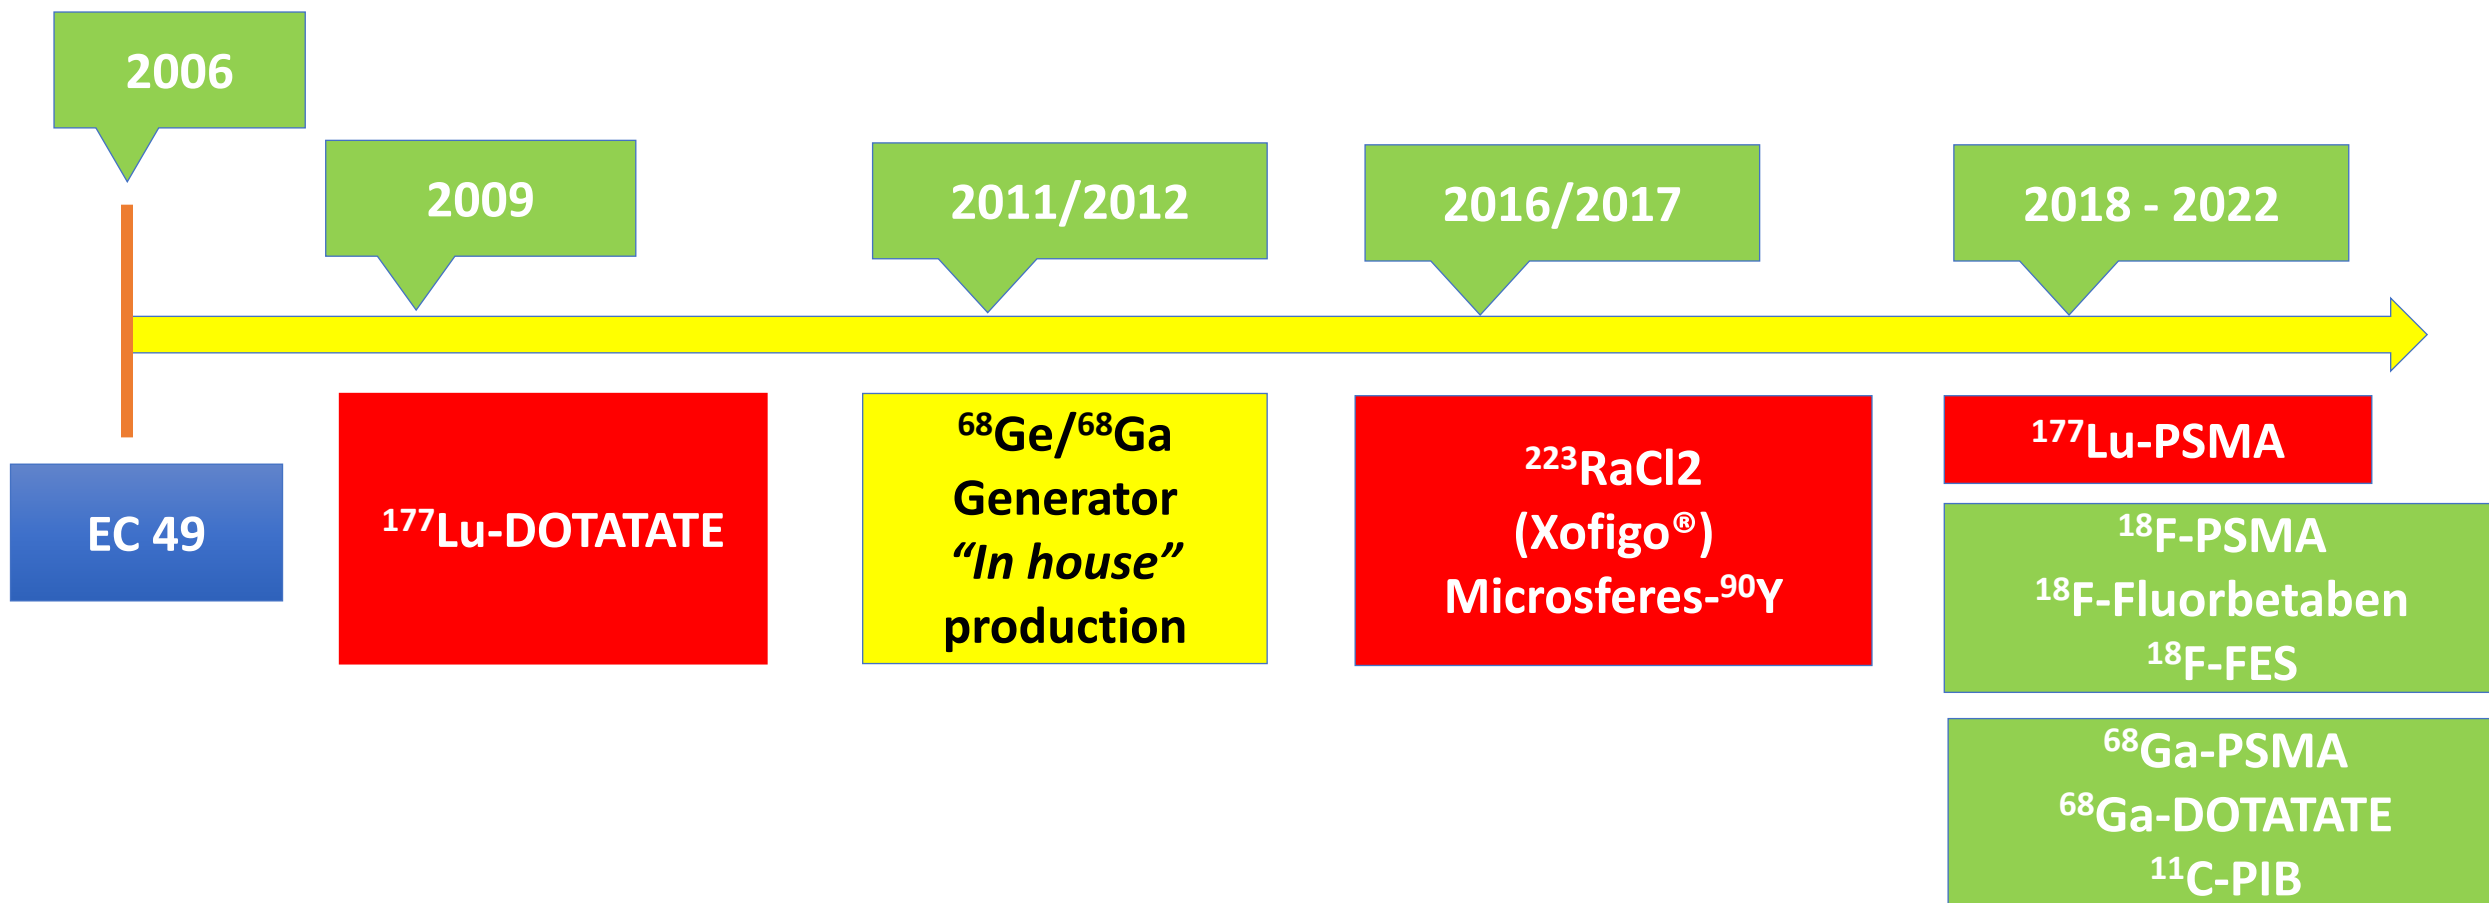 2006
2009
2011/2012
2016/2017
2018 - 2022
EC 49
¹⁷⁷Lu-DOTATATE
⁶⁸Ge/⁶⁸Ga
Generator
“In house”
production
²²³RaCl2
(Xofigo®)
Microsferes-⁹⁰Y
¹⁷⁷Lu-PSMA
¹⁸F-PSMA
¹⁸F-Fluorbetaben
¹⁸F-FES
⁶⁸Ga-PSMA
⁶⁸Ga-DOTATATE
¹¹C-PIB